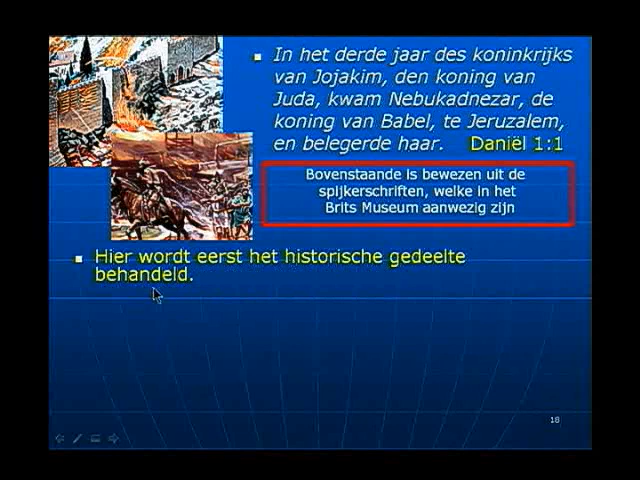 In het derde jaar des koninkrijks
van Jojakim, den koning van
Juda, kwam Nebukadnezar, de
koning van Babel, te Jeruzalem,
en belegerde haar. Daniël 1:1
Bovenstaande is bewezen uit de
spijkerschriften, welke in het
Brits Museum aanwezig zijn
Hier wordt eerst het historische gedeelte
behandeld.
18